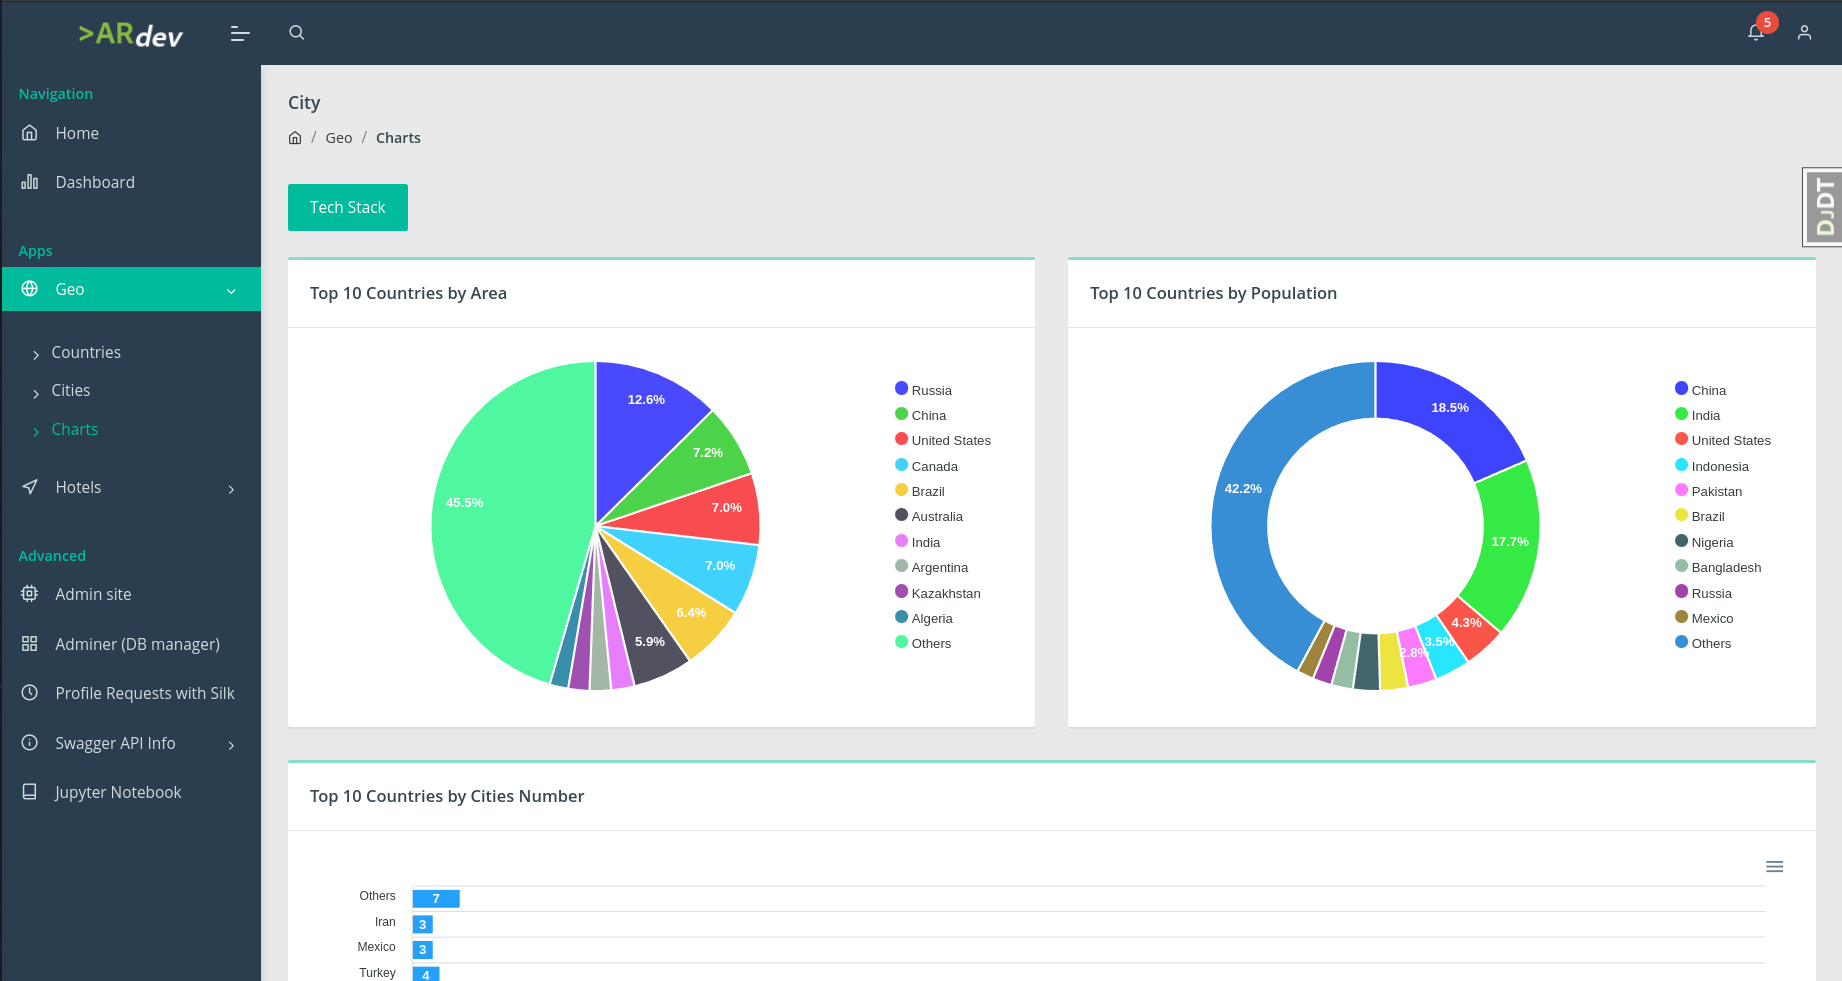 >ARdev
5
Navigation
Home
Dashboard
Apps
Geo
Countries
Cities
Charts
Hotels
Advanced
Admin site
Adminer (DB manager)
Profile Requests with Silk
Swagger API Info
Jupyter Notebook
City
/ Geo / Charts
Tech Stack
DJDT
Top 10 Countries by Area
12.6%
7.2%
7.0%
7.0%
6.4%
5.9%
45.5%
Russia
China
United States
Canada
Brazil
Australia
India
Argentina
Kazakhstan
Algeria
Others
Top 10 Countries by Population
18.5%
17.7%
4.3%
3.5%
2.8%
42.2%
China
India
United States
Indonesia
Pakistan
Brazil
Nigeria
Bangladesh
Russia
Mexico
Others
Top 10 Countries by Cities Number
Others 7
Iran 3
Mexico 3
Turkey 4